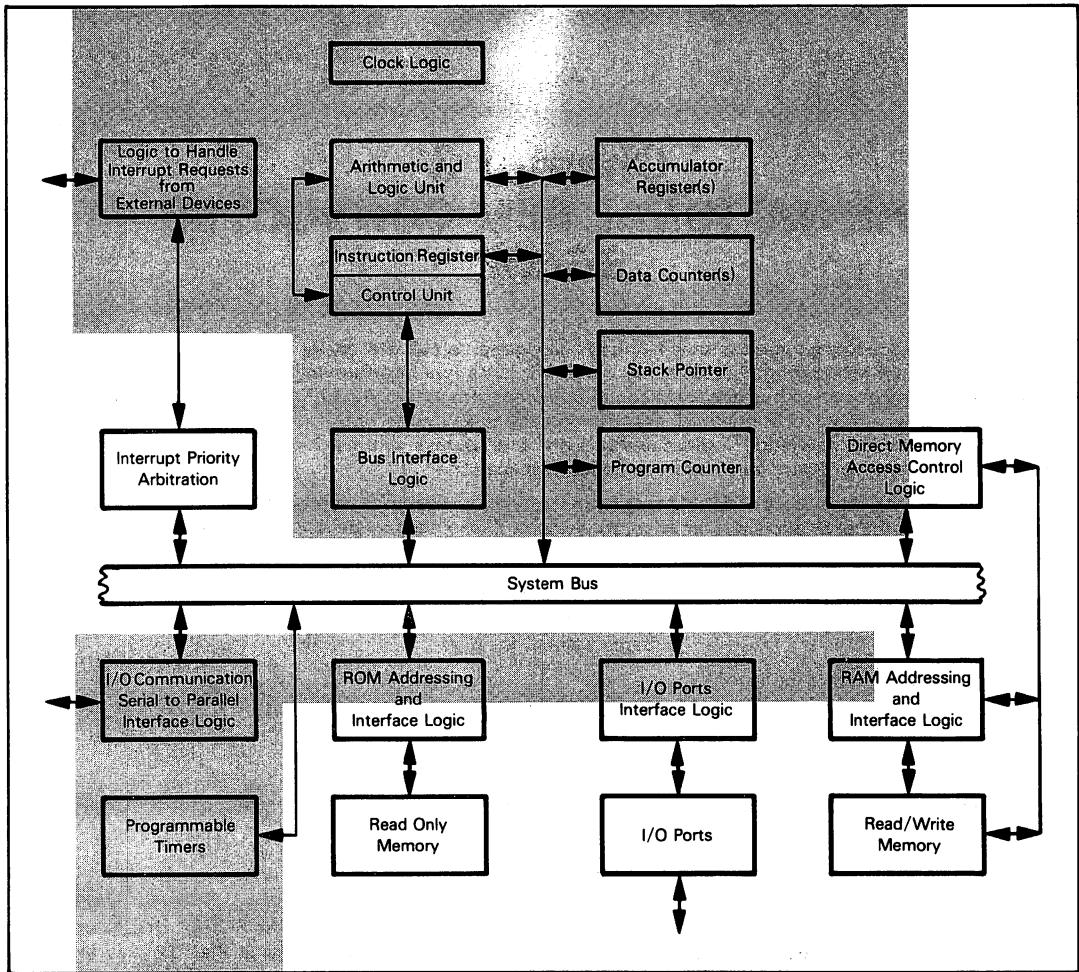 Clock Logic
Logic to Handle
Interrupt Requests
from
External Devices
Arithmetic and
Logic Unit
Accumulator
Register(s)
Instruction Register
Control Unit
Data Counter(s)
Stack Pointer
Interrupt Priority
Arbitration
Bus Interface
Logic
Program Counter
Direct Memory
Access Control
Logic
System Bus
I/O Communication
Serial to Parallel
Interface Logic
ROM Addressing
and
Interface Logic
I/O Ports
Interface Logic
RAM Addressing
and
Interface Logic
Programmable
Timers
Read Only
Memory
I/O Ports
Read/Write
Memory